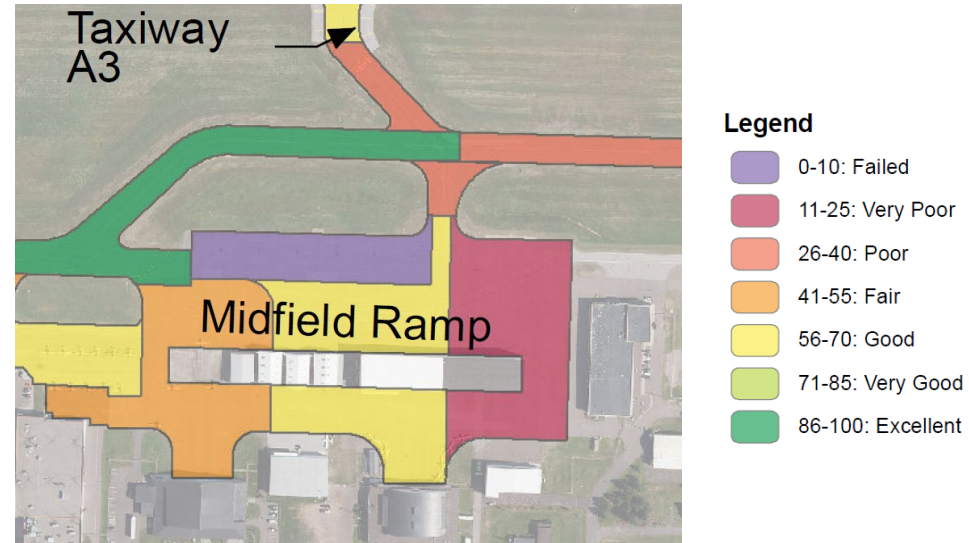 Taxiway
A3
Midfield Ramp
Legend
0-10: Failed
11-25: Very Poor
26-40: Poor
41-55: Fair
56-70: Good
71-85: Very Good
86-100: Excellent